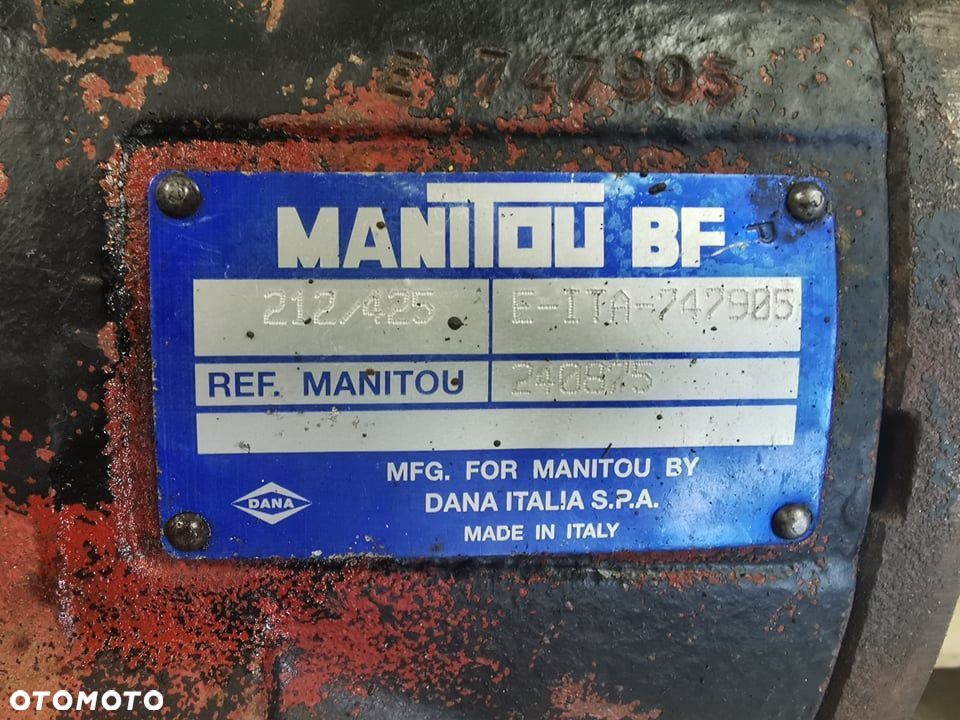 E 747905
MANITOU BF
212/425 E-ITA-747905
REF. MANITOU 240975
MFG. FOR MANITOU BY
DANA ITALIA S.P.A.
DANA
MADE IN ITALY
OTOMOTO